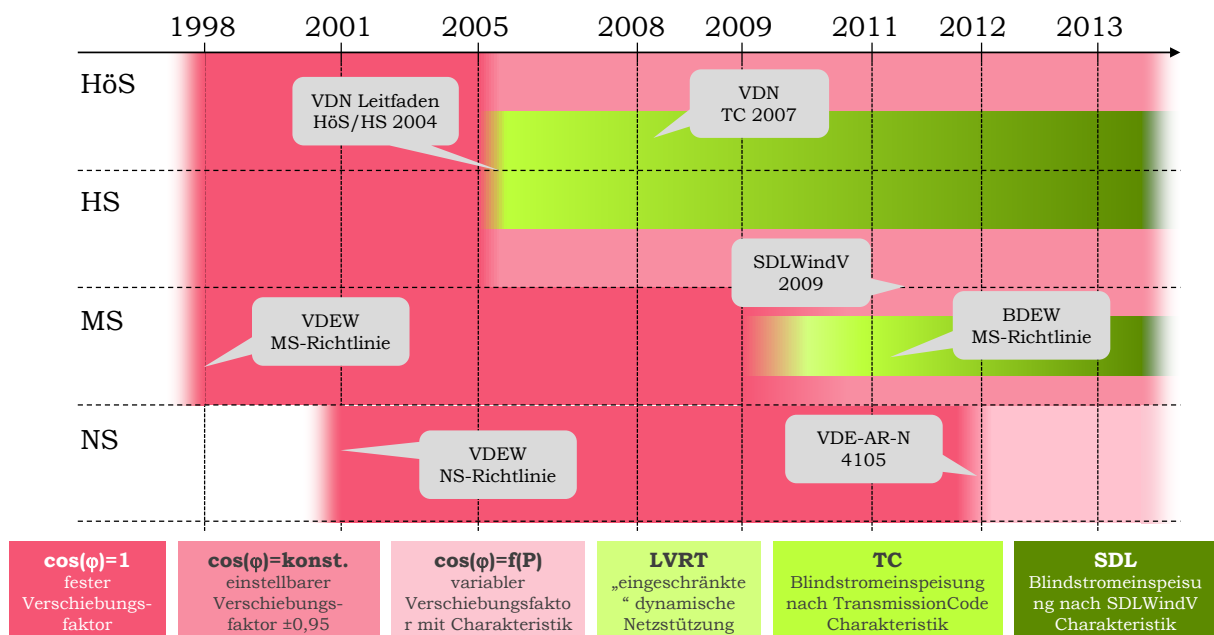 1998 2001 2005 2008 2009 2011 2012 2013
HöS
VDN Leitfaden
HöS/HS 2004
VDN
TC 2007
HS
SDLWindV
2009
MS
VDEW
MS-Richtlinie
BDEW
MS-Richtlinie
NS
VDEW
NS-Richtlinie
VDE-AR-N
4105
cos(φ)=1
fester
Verschiebungs-
faktor
cos(φ)=konst.
einstellbarer
Verschiebungs-
faktor ±0,95
cos(φ)=f(P)
variabler
Verschiebungsfakto
r mit Charakteristik
LVRT
„eingeschränkte
“ dynamische
Netzstützung
TC
Blindstromeinspeisung
nach TransmissionCode
Charakteristik
SDL
Blindstromeinspeisu
ng nach SDLWindV
Charakteristik